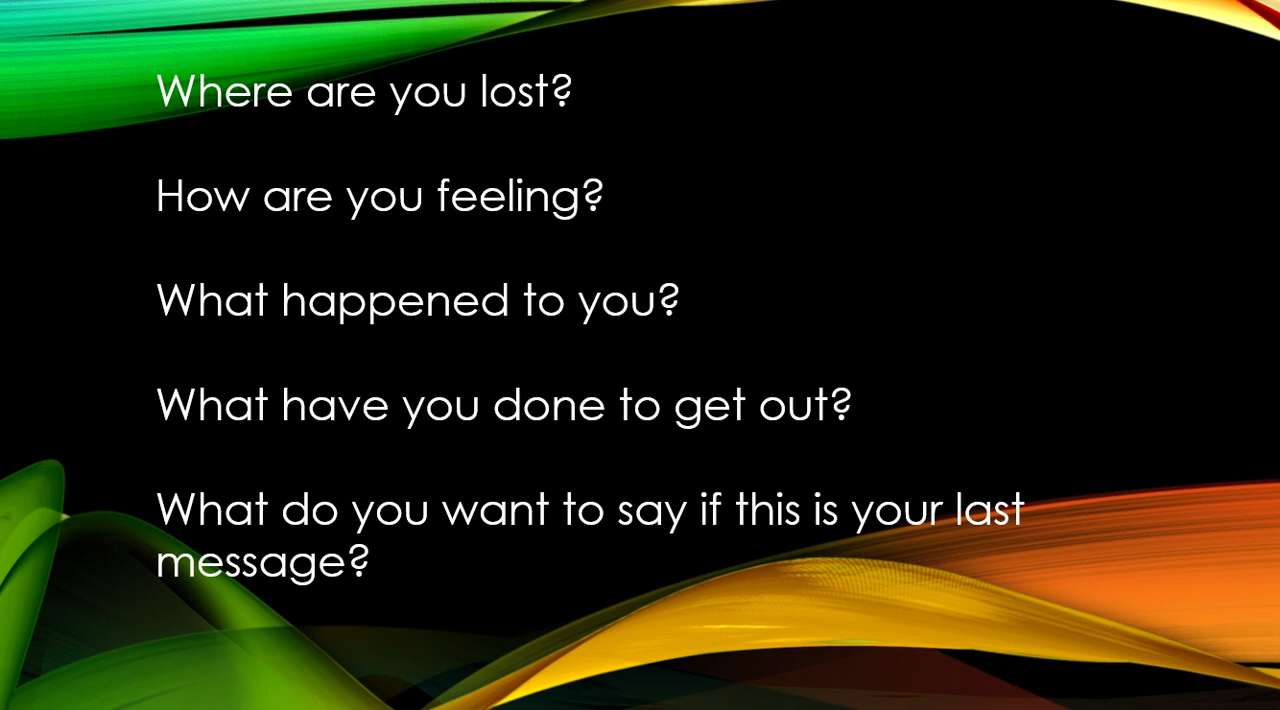 Where are you lost?
How are you feeling?
What happened to you?
What have you done to get out?
What do you want to say if this is your last
message?